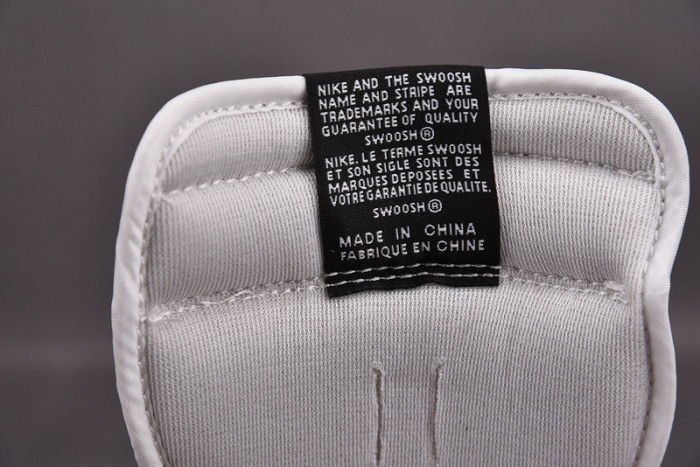 NIKE AND THE SWOOSH
NAME AND STRIPE ARE
TRADEMARKS AND YOUR
GUARANTEE OF QUALITY
SWOOSH®
NIKE, LE TERME SWOOSH
ET SON SIGLE SONT DES
MARQUES DEPOSEES ET
VOTRE GARANTIE DE QUALITE.
SWOOSH®
MADE IN CHINA
FABRIQUE EN CHINE